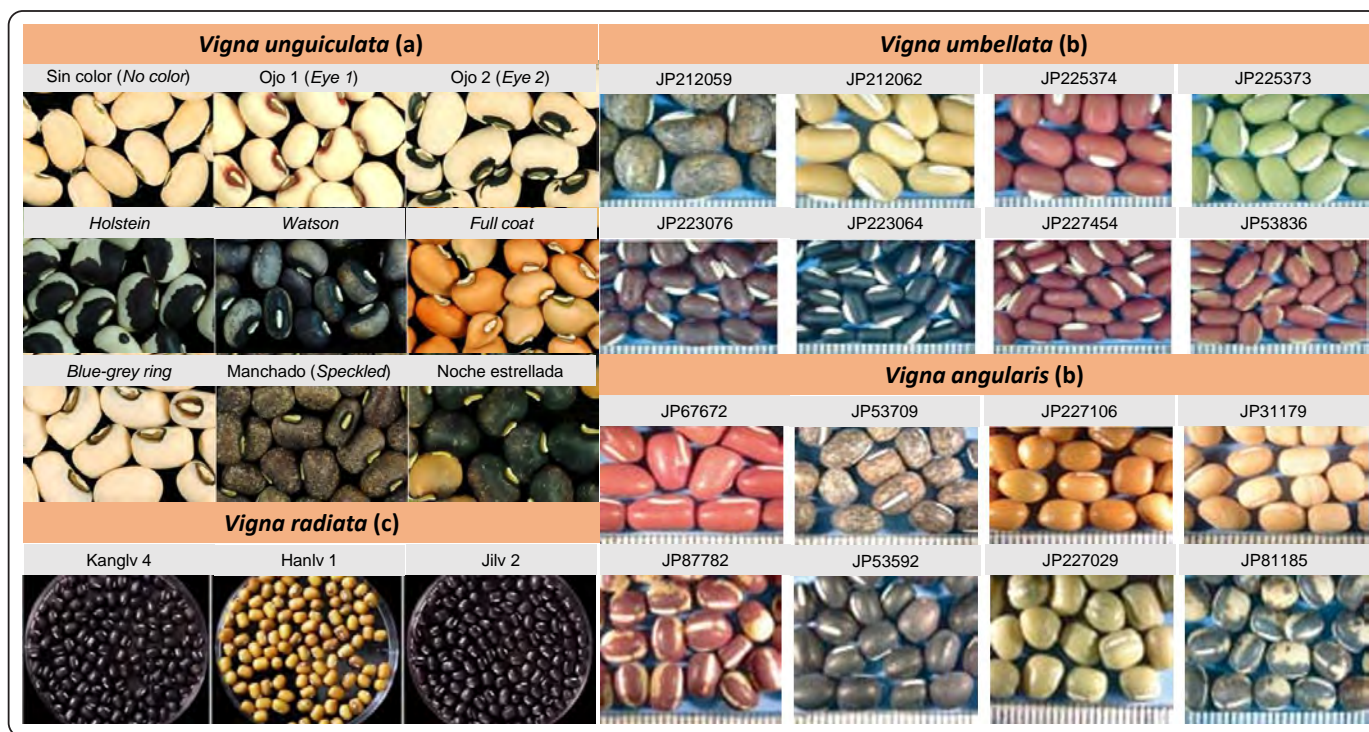 Vigna unguiculata (a)
Sin color (No color) Ojo 1 (Eye 1) Ojo 2 (Eye 2)
Holstein Watson Full coat
Blue-grey ring Manchado (Speckled) Noche estrellada
Vigna radiata (c)
Kanglv 4 Hanlv 1 Jilv 2
Vigna umbellata (b)
JP212059 JP212062 JP225374 JP225373
JP223076 JP223064 JP227454 JP53836
Vigna angularis (b)
JP67672 JP53709 JP227106 JP31179
JP87782 JP53592 JP227029 JP81185